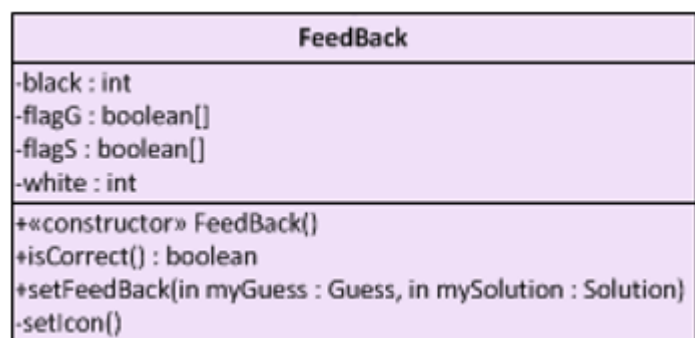 FeedBack
-black : int
-flagG : boolean[]
-flagS : boolean[]
-white : int
+«constructor» FeedBack()
+isCorrect() : boolean
+setFeedBack(in myGuess : Guess, in mySolution : Solution)
-setIcon()